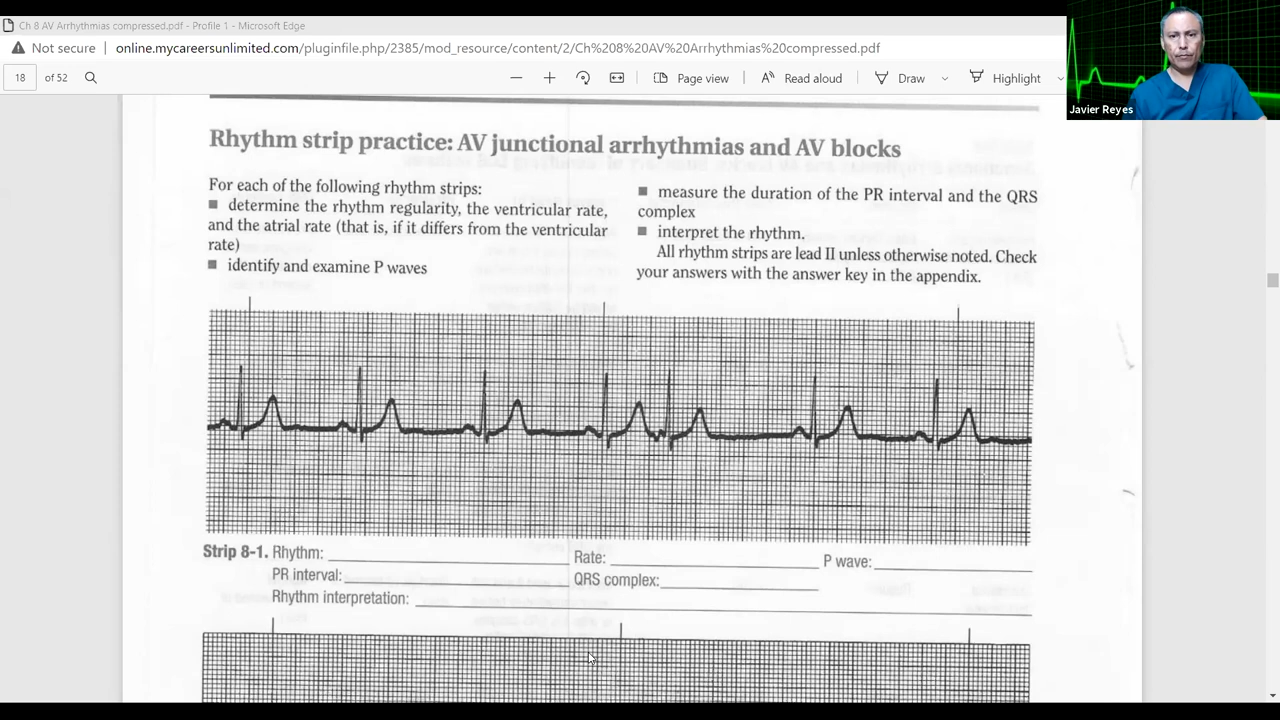 Ch 8 AV Arrhythmias compressed.pdf - Profile 1 - Microsoft Edge
Not secure | online.mycareersunlimited.com/pluginfile.php/2385/mod_resource/content/2/Ch%208%20AV%20Arrhythmias%20compressed.pdf
18 of 52 Page view Read aloud Draw Highlight
Javier Reyes
Rhythm strip practice: AV junctional arrhythmias and AV blocks
For each of the following rhythm strips:
■ determine the rhythm regularity, the ventricular rate,
and the atrial rate (that is, if it differs from the ventricular
rate)
■ identify and examine P waves
■ measure the duration of the PR interval and the QRS
complex
■ interpret the rhythm.
All rhythm strips are lead II unless otherwise noted. Check
your answers with the answer key in the appendix.
Strip 8-1. Rhythm: Rate: P wave:
PR interval: QRS complex:
Rhythm interpretation: